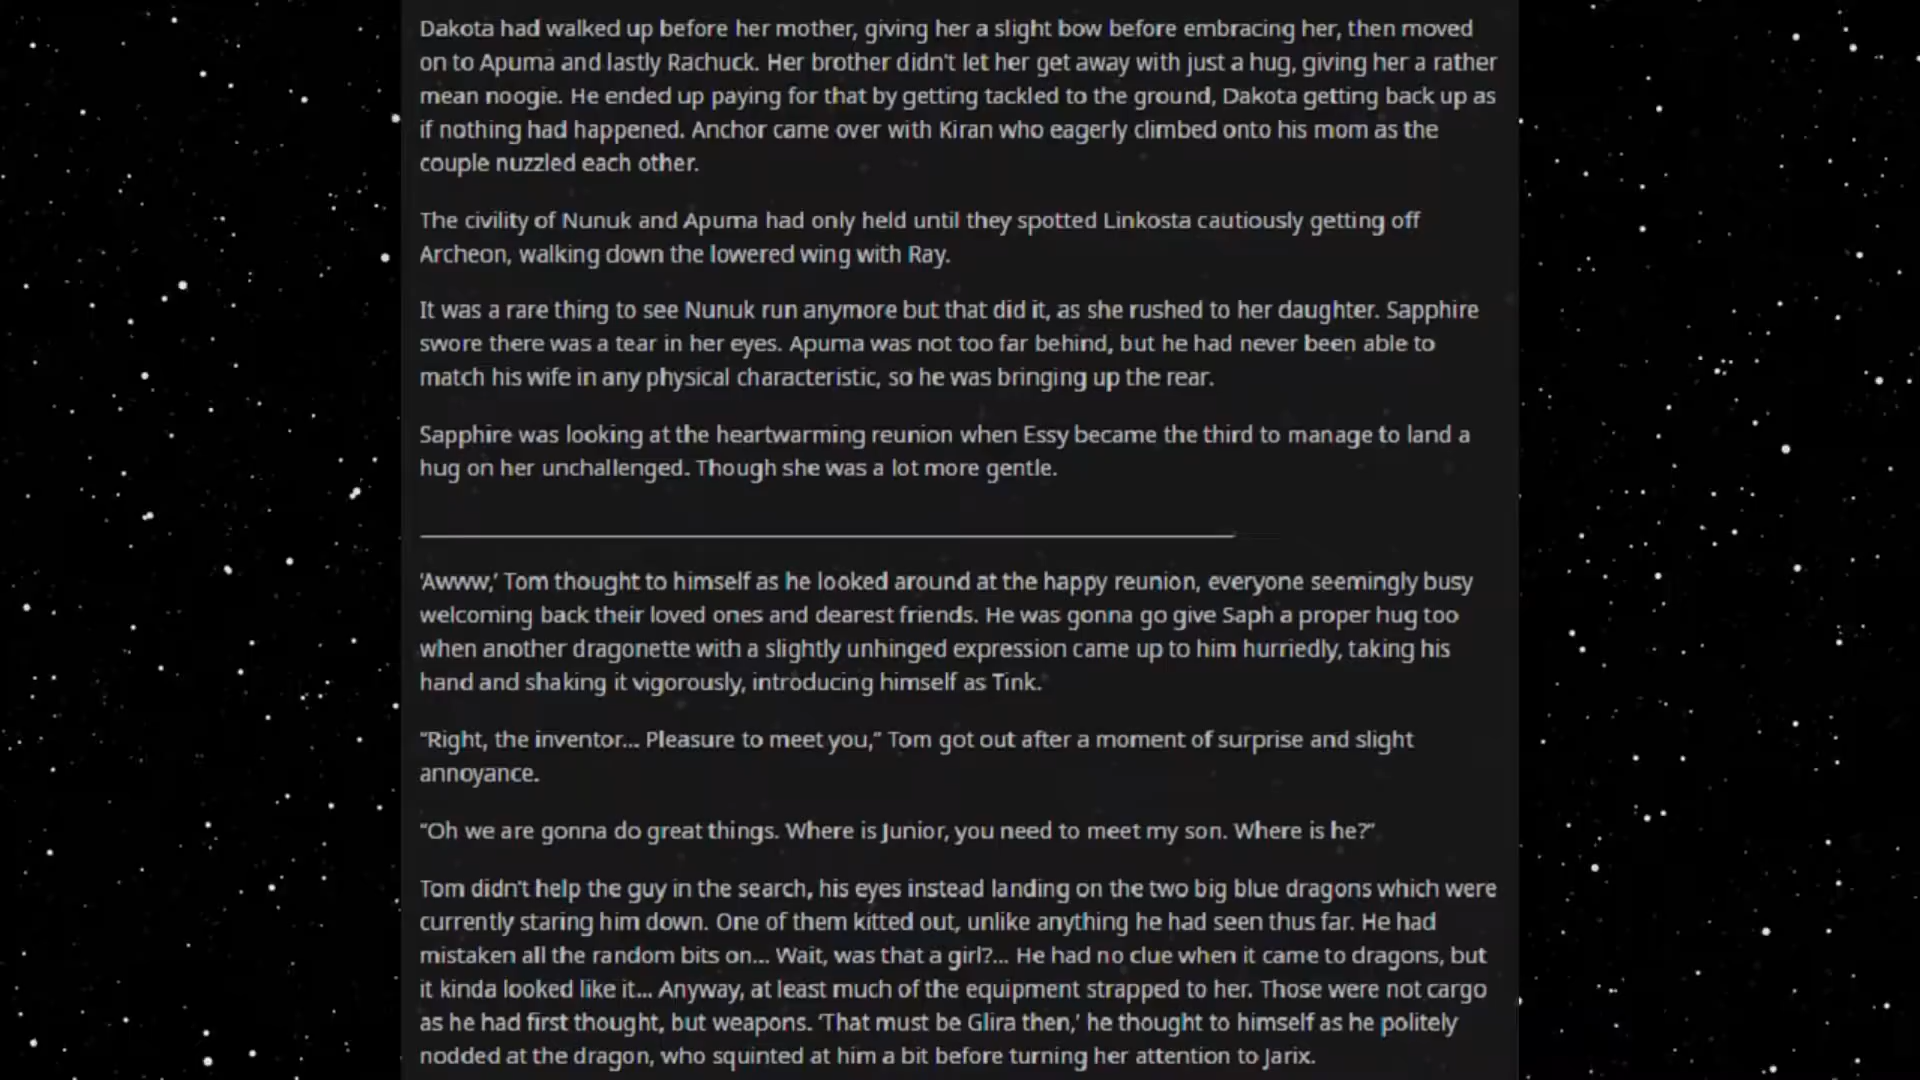 Dakota had walked up before her mother, giving her a slight bow before embracing her, then moved
on to Apuma and lastly Rachuck. Her brother didn't let her get away with just a hug, giving her a rather
mean noogie. He ended up paying for that by getting tackled to the ground, Dakota getting back up as
if nothing had happened. Anchor came over with Kiran who eagerly climbed onto his mom as the
couple nuzzled each other.
The civility of Nunuk and Apuma had only held until they spotted Linkosta cautiously getting off
Archeon, walking down the lowered wing with Ray.
It was a rare thing to see Nunuk run anymore but that did it, as she rushed to her daughter. Sapphire
swore there was a tear in her eyes. Apuma was not too far behind, but he had never been able to
match his wife in any physical characteristic, so he was bringing up the rear.
Sapphire was looking at the heartwarming reunion when Essy became the third to manage to land a
hug on her unchallenged. Though she was a lot more gentle.
‘Awww,’ Tom thought to himself as he looked around at the happy reunion, everyone seemingly busy
welcoming back their loved ones and dearest friends. He was gonna go give Saph a proper hug too
when another dragonette with a slightly unhinged expression came up to him hurriedly, taking his
hand and shaking it vigorously, introducing himself as Tink.
“Right, the inventor... Pleasure to meet you,” Tom got out after a moment of surprise and slight
annoyance.
“Oh we are gonna do great things. Where is Junior, you need to meet my son. Where is he?”
Tom didn't help the guy in the search, his eyes instead landing on the two big blue dragons which were
currently staring him down. One of them kitted out, unlike anything he had seen thus far. He had
mistaken all the random bits on... Wait, was that a girl?... He had no clue when it came to dragons, but
it kinda looked like it... Anyway, at least much of the equipment strapped to her. Those were not cargo
as he had first thought, but weapons. ‘That must be Glira then,’ he thought to himself as he politely
nodded at the dragon, who squinted at him a bit before turning her attention to Jarix.